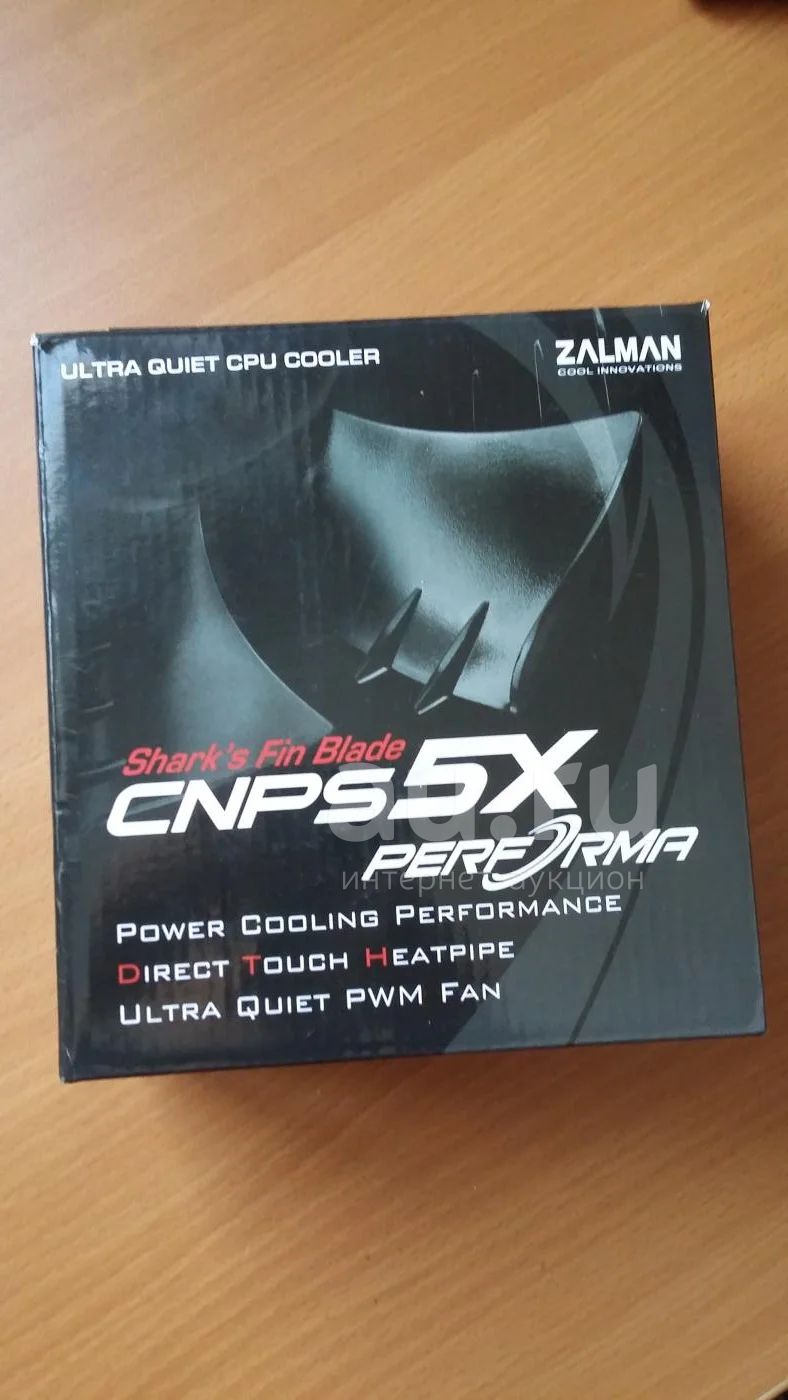 ULTRA QUIET CPU COOLER
ZALMAN
COOL INNOVATIONS
Shark's Fin Blade
CNPS5X
PERFORMA
au.ru
интернет-аукцион
POWER COOLING PERFORMANCE
DIRECT TOUCH HEATPIPE
ULTRA QUIET PWM FAN